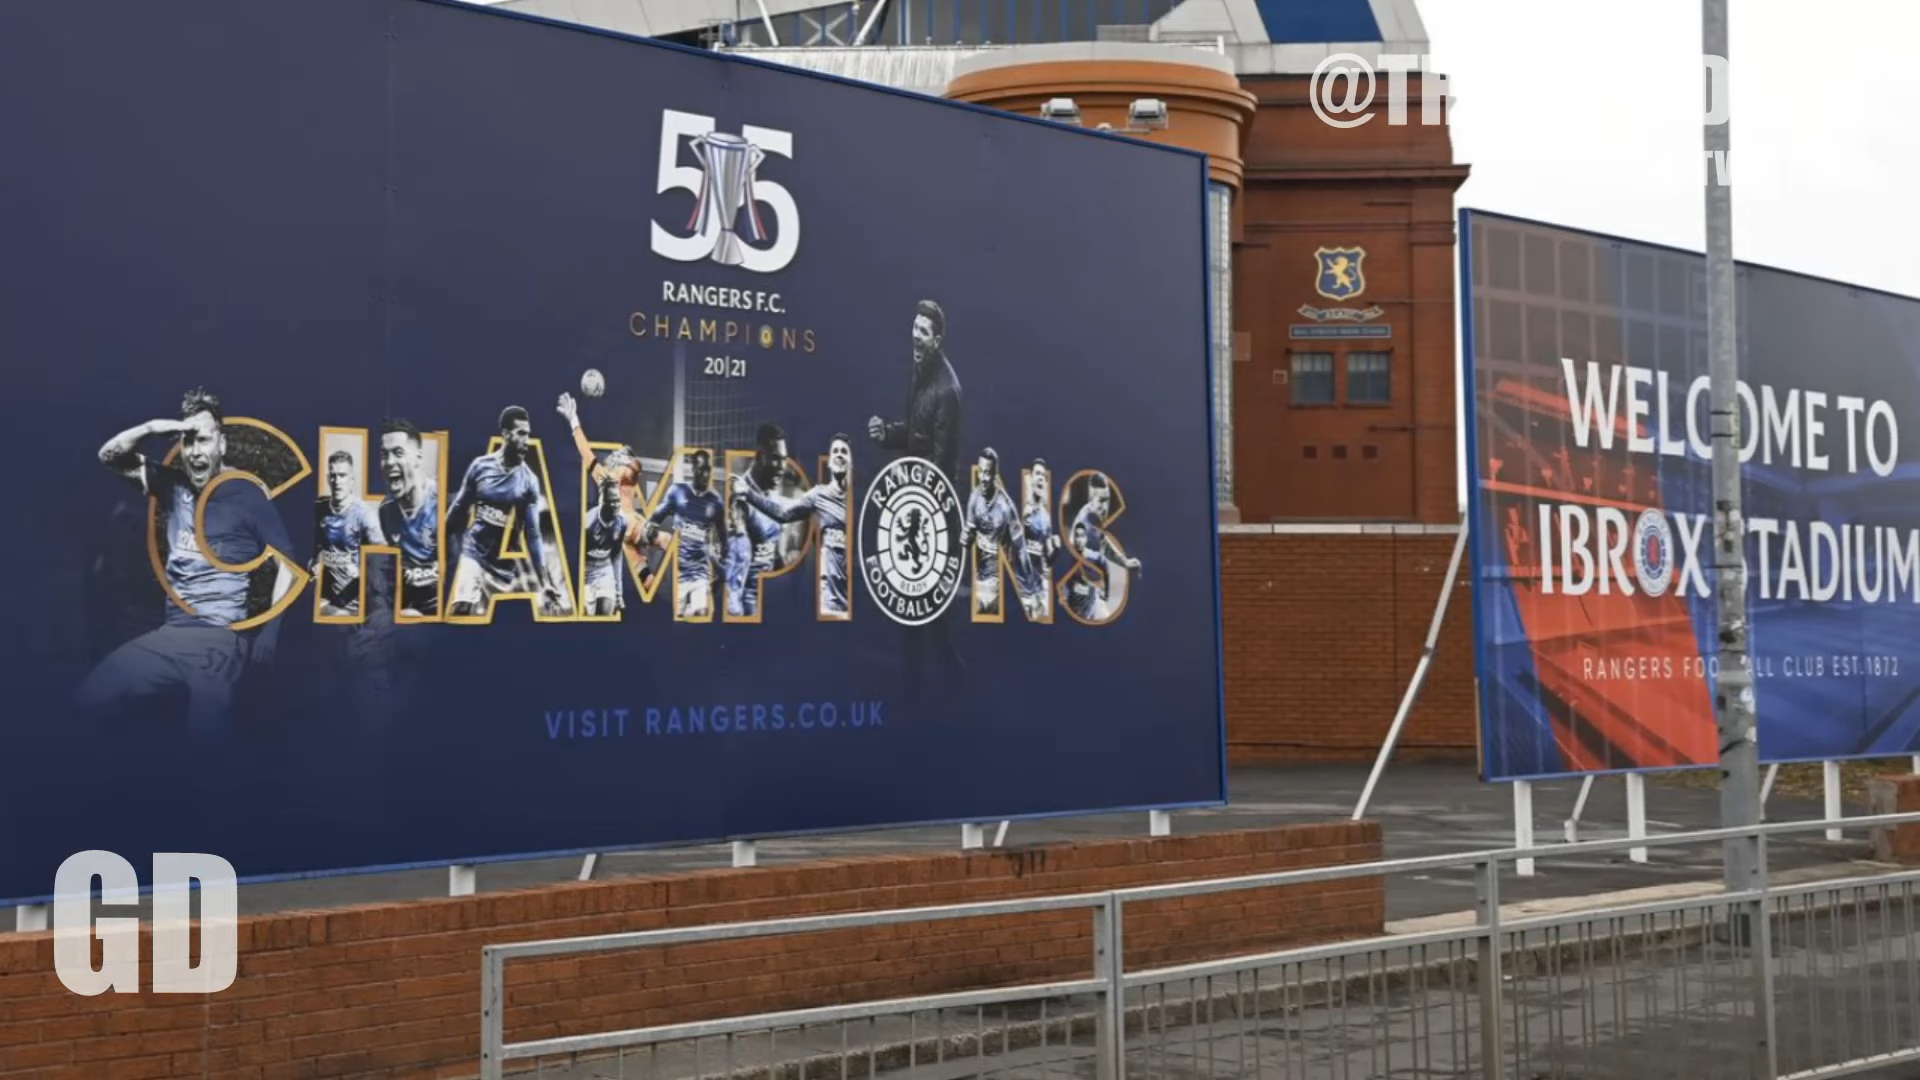 55
RANGERS F.C.
CHAMPIONS
20|21
CHAMPIONS
RANGERS
READY
FOOTBALL CLUB
VISIT RANGERS.CO.UK
READY
WELCOME TO
IBROX STADIUM
RANGERS FOOTBALL CLUB EST.1872
GD